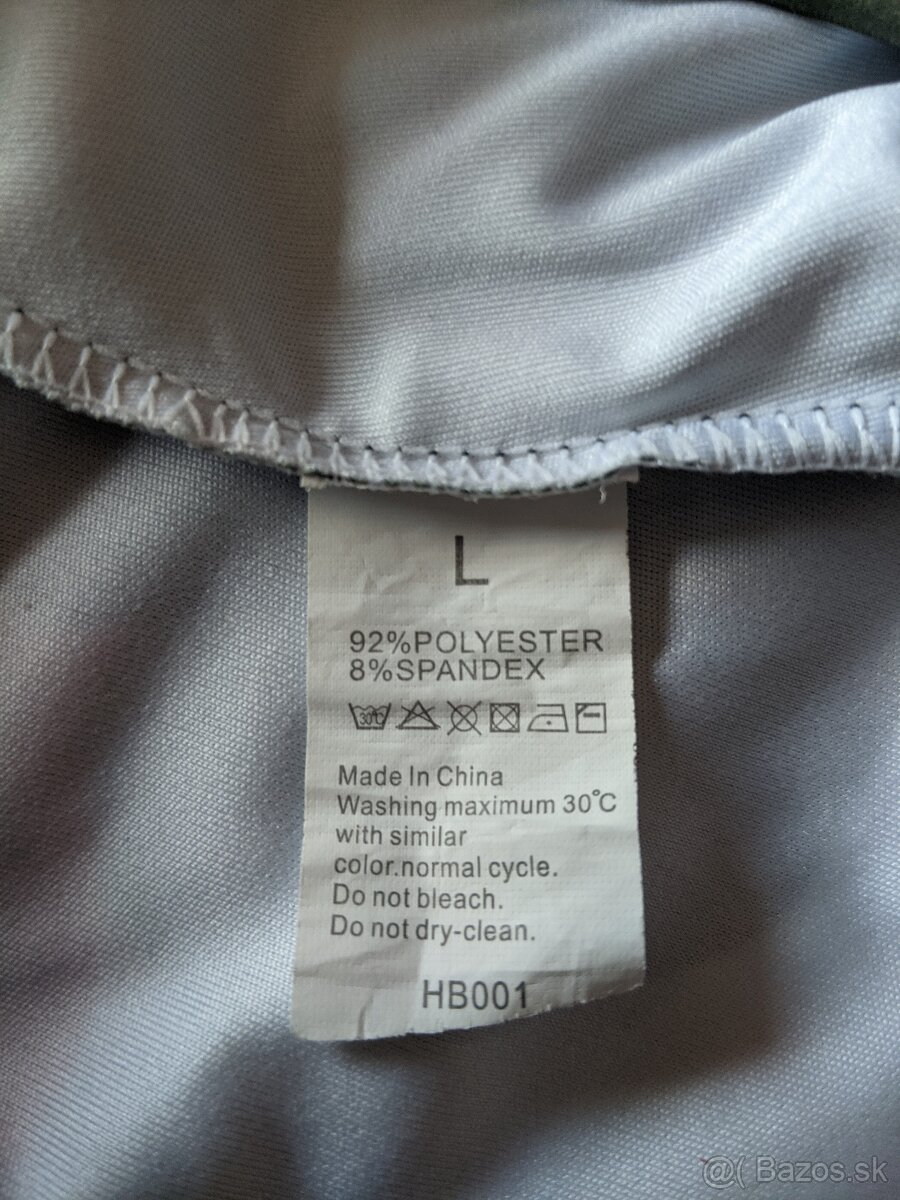 L
92%POLYESTER
8%SPANDEX
30℃
Made In China
Washing maximum 30℃
with similar
color.normal cycle.
Do not bleach.
Do not dry-clean.
HB001
@( Bazos.sk